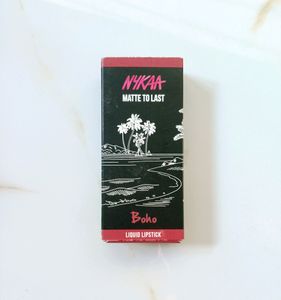 NYKAA
MATTE TO LAST
Boho
LIQUID LIPSTICK